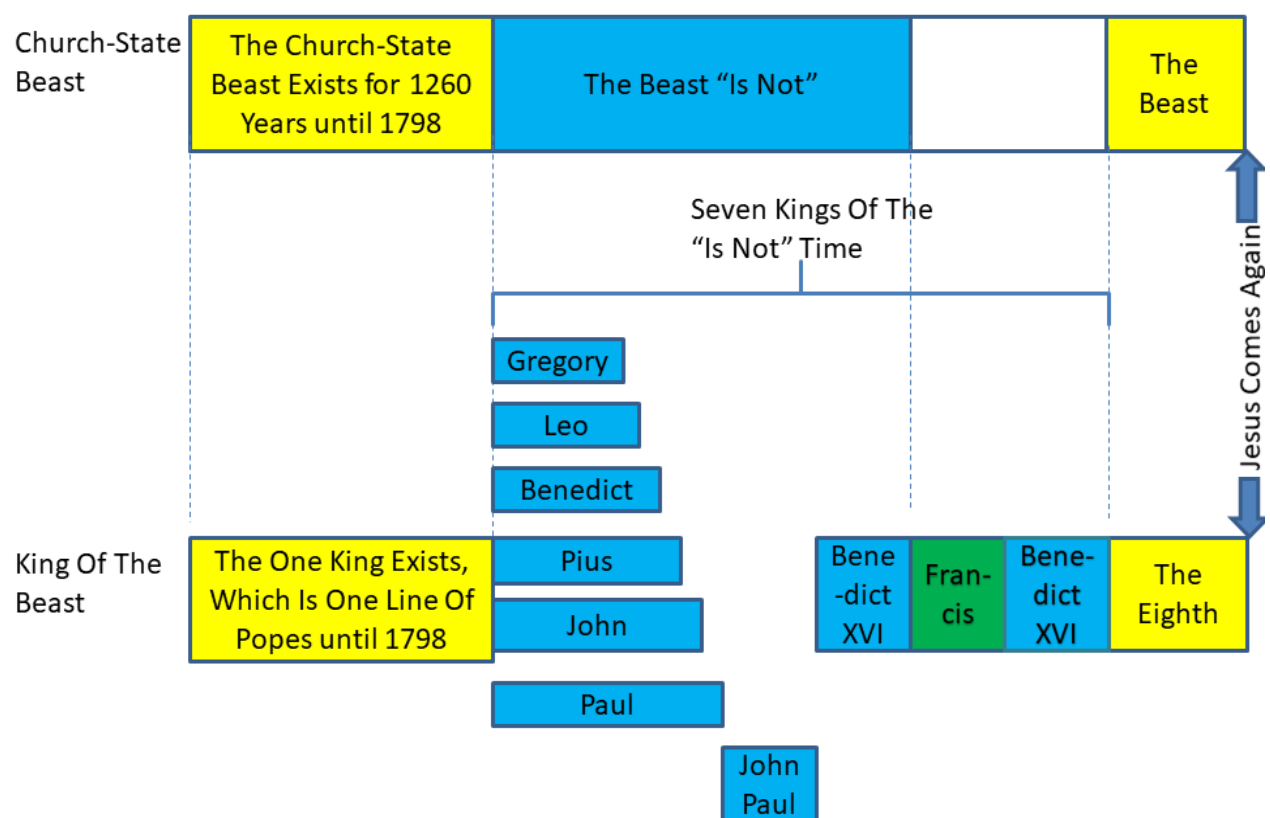 Church-State
Beast
The Church-State
Beast Exists for 1260
Years until 1798
The Beast “Is Not”
The
Beast
Seven Kings Of The
“Is Not” Time
Jesus Comes Again
Gregory
Leo
Benedict
King Of The
Beast
The One King Exists,
Which Is One Line Of
Popes until 1798
Pius
John
Paul
John
Paul
Bene
-dict
XVI
Fran-
cis
Bene-
dict
XVI
The
Eighth